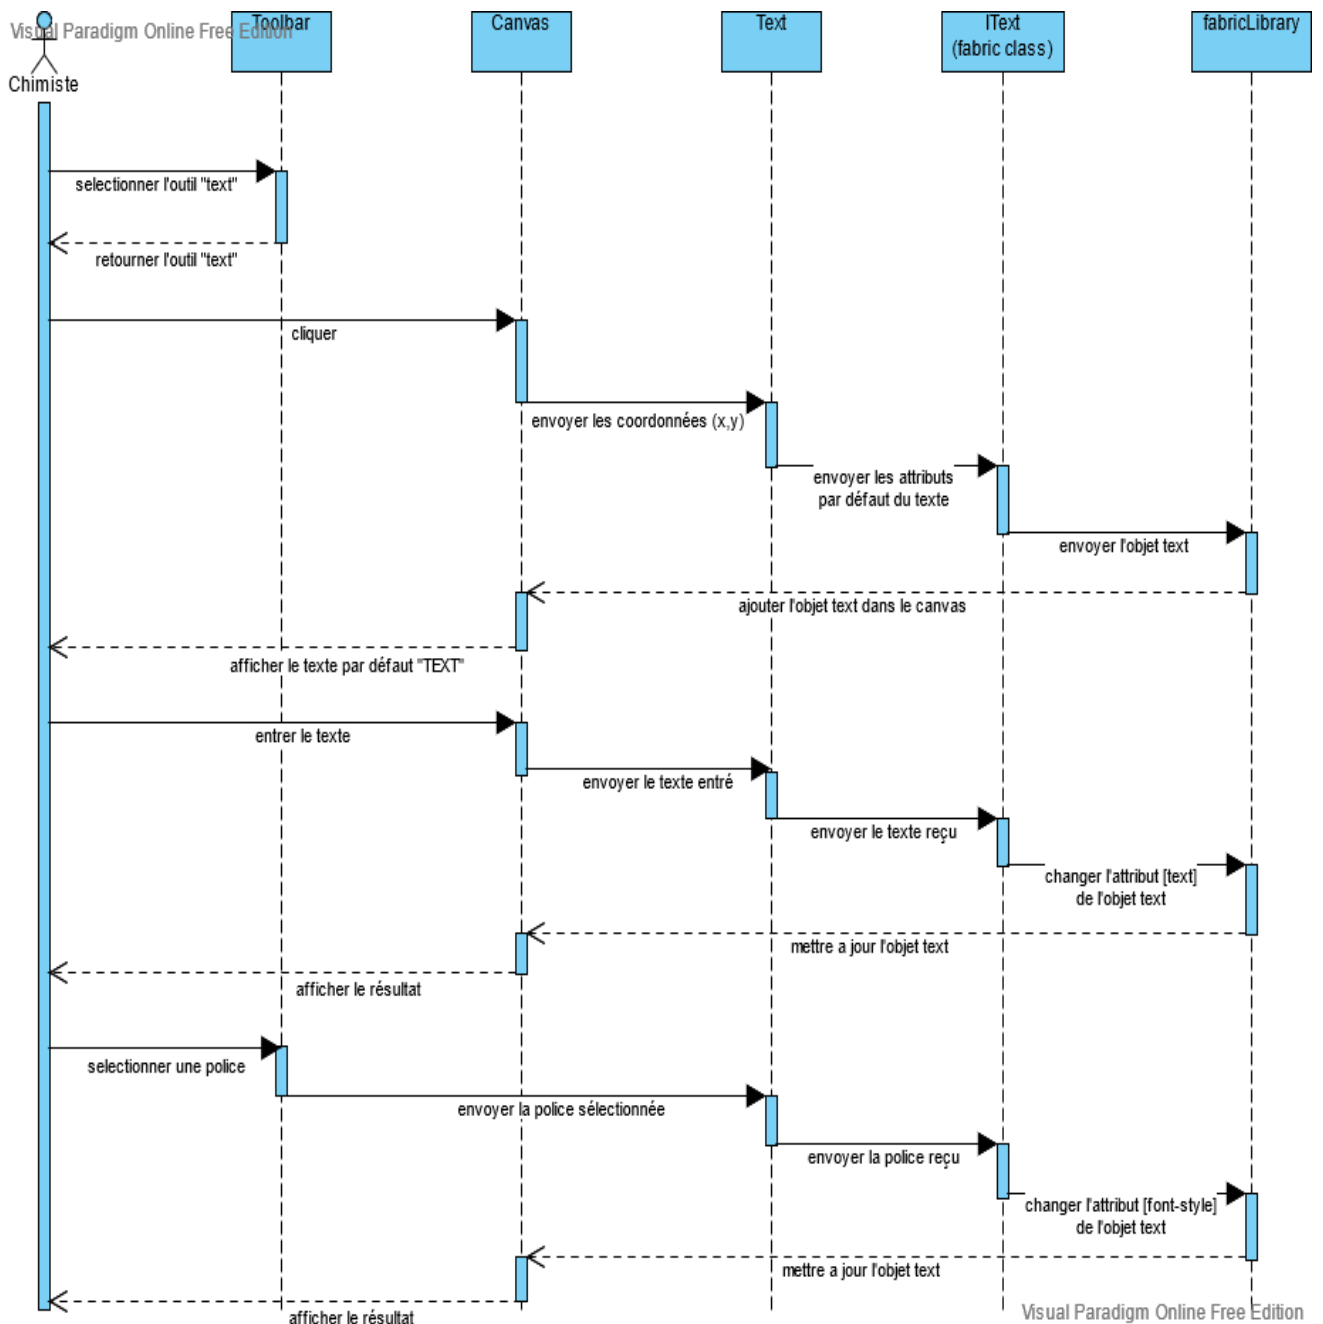 Visual Paradigm Online Free Edition
Toolbar
Canvas
Text
IText
(fabric class)
fabricLibrary
Chimiste
selectionner l'outil "text"
retourner l'outil "text"
cliquer
envoyer les coordonnées (x,y)
envoyer les attributs
par défaut du texte
envoyer l'objet text
ajouter l'objet text dans le canvas
afficher le texte par défaut "TEXT"
entrer le texte
envoyer le texte entré
envoyer le texte reçu
changer l'attribut [text]
de l'objet text
mettre a jour l'objet text
afficher le résultat
selectionner une police
envoyer la police sélectionnée
envoyer la police reçu
changer l'attribut [font-style]
de l'objet text
mettre a jour l'objet text
afficher le résultat
Visual Paradigm Online Free Edition